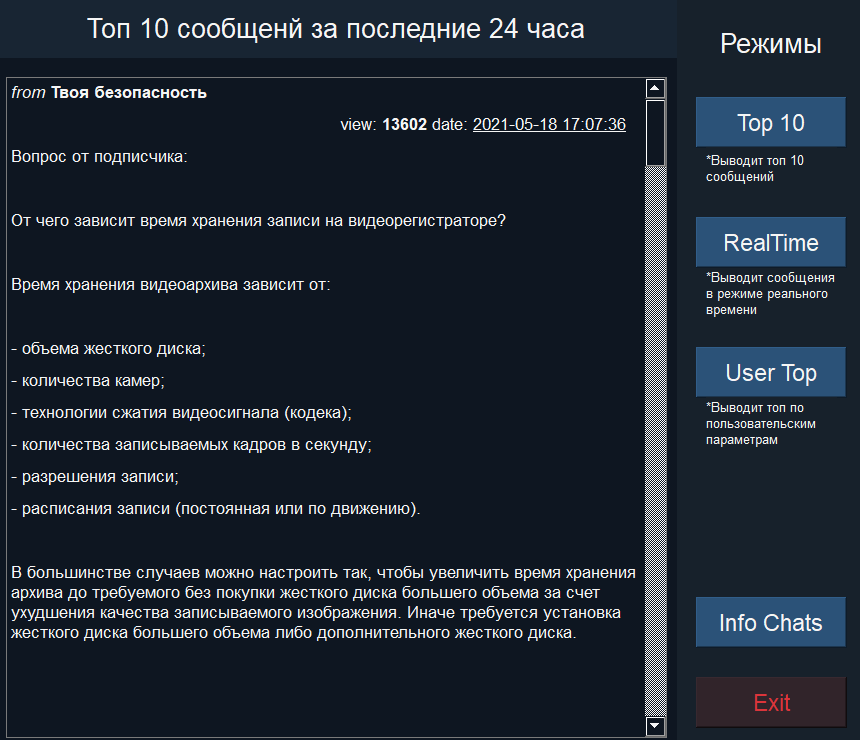 Топ 10 сообщенй за последние 24 часа
from Твоя безопасность
view: 13602 date: 2021-05-18 17:07:36
Вопрос от подписчика:
От чего зависит время хранения записи на видеорегистраторе?
Время хранения видеоархива зависит от:
- объема жесткого диска;
- количества камер;
- технологии сжатия видеосигнала (кодека);
- количества записываемых кадров в секунду;
- разрешения записи;
- расписания записи (постоянная или по движению).
В большинстве случаев можно настроить так, чтобы увеличить время хранения
архива до требуемого без покупки жесткого диска большего объема за счет
ухудшения качества записываемого изображения. Иначе требуется установка
жесткого диска большего объема либо дополнительного жесткого диска.
Режимы
Top 10
*Выводит топ 10
сообщений
RealTime
*Выводит сообщения
в режиме реального
времени
User Top
*Выводит топ по
пользовательским
параметрам
Info Chats
Exit